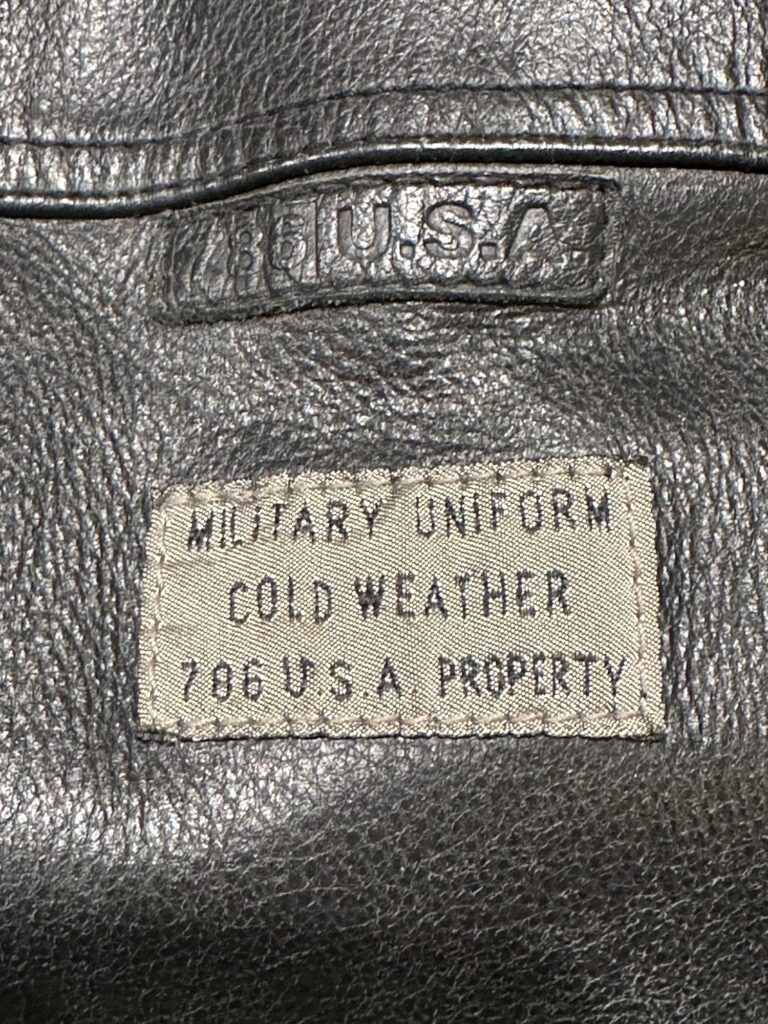 786 U.S.A.
MILITARY UNIFORM
COLD WEATHER
786 U.S.A. PROPERTY